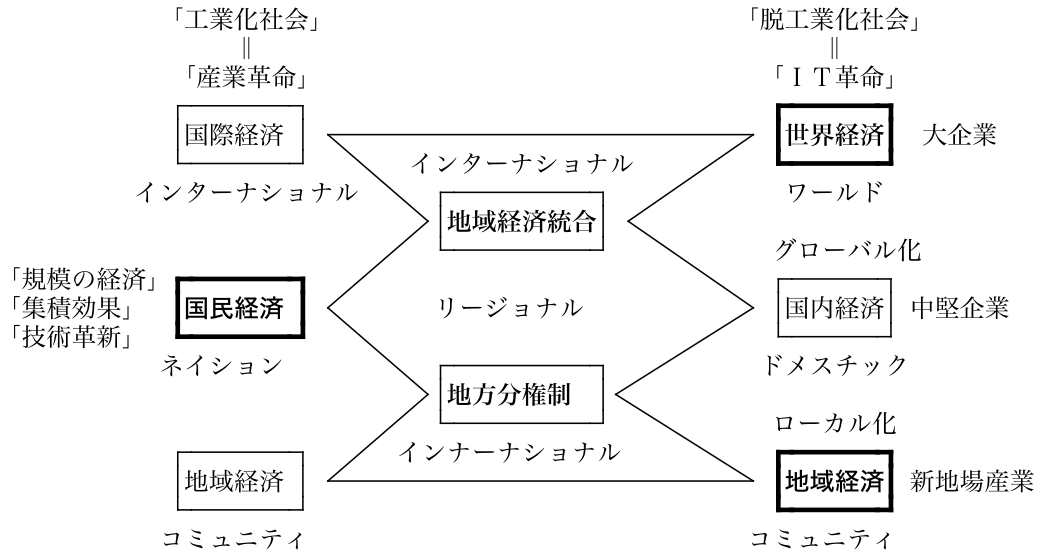 「工業化社会」
||
「産業革命」
国際経済
インターナショナル
「規模の経済」
「集積効果」
「技術革新」
国民経済
ネイション
地域経済
コミュニティ
インターナショナル
地域経済統合
リージョナル
地方分権制
インナーナショナル
「脱工業化社会」
||
「ＩＴ革命」
世界経済
大企業
ワールド
グローバル化
国内経済
中堅企業
ドメスチック
ローカル化
地域経済
新地場産業
コミュニティ